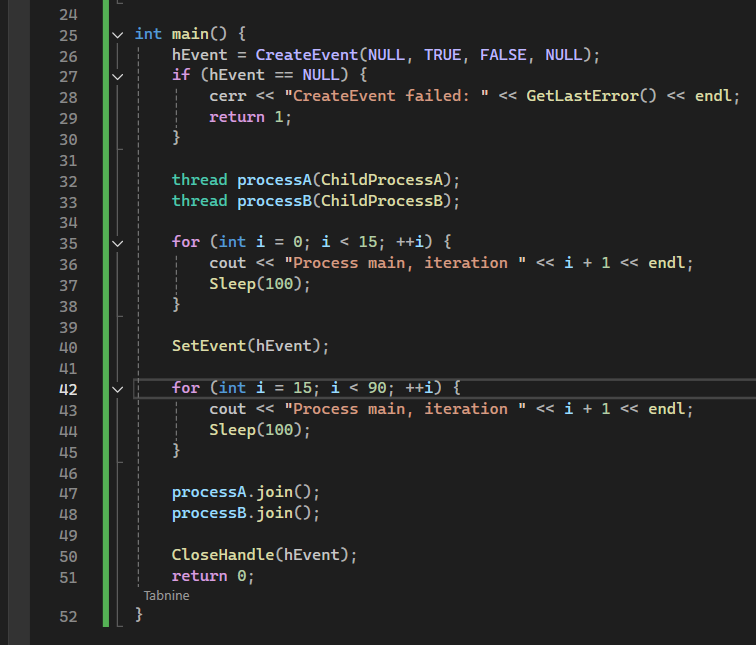 24
25 int main() {
26 hEvent = CreateEvent(NULL, TRUE, FALSE, NULL);
27 if (hEvent == NULL) {
28 cerr << "CreateEvent failed: " << GetLastError() << endl;
29 return 1;
30 }
31
32 thread processA(ChildProcessA);
33 thread processB(ChildProcessB);
34
35 for (int i = 0; i < 15; ++i) {
36 cout << "Process main, iteration " << i + 1 << endl;
37 Sleep(100);
38 }
39
40 SetEvent(hEvent);
41
42 for (int i = 15; i < 90; ++i) {
43 cout << "Process main, iteration " << i + 1 << endl;
44 Sleep(100);
45 }
46
47 processA.join();
48 processB.join();
49
50 CloseHandle(hEvent);
51 return 0;
Tabnine
52 }